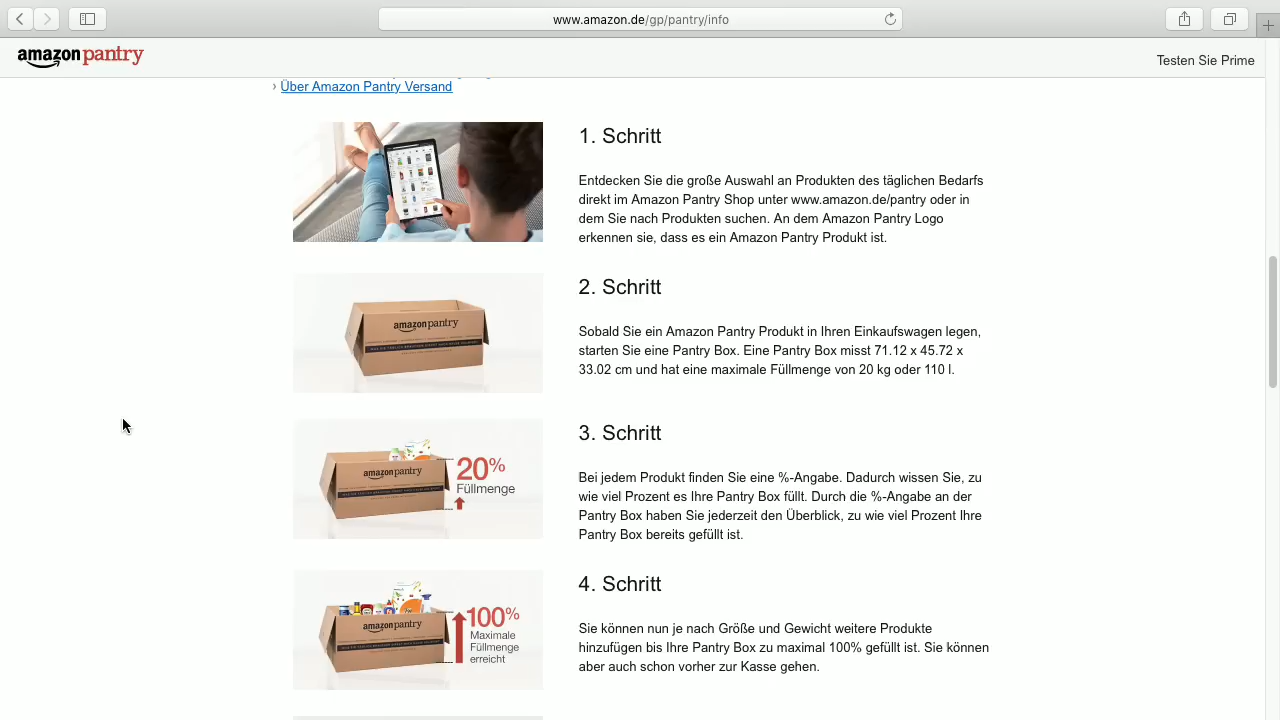 www.amazon.de/gp/pantry/info
amazonpantry
Testen Sie Prime
› Über Amazon Pantry Versand
1. Schritt
Entdecken Sie die große Auswahl an Produkten des täglichen Bedarfs
direkt im Amazon Pantry Shop unter www.amazon.de/pantry oder in
dem Sie nach Produkten suchen. An dem Amazon Pantry Logo
erkennen sie, dass es ein Amazon Pantry Produkt ist.
amazonpantry
2. Schritt
Sobald Sie ein Amazon Pantry Produkt in Ihren Einkaufswagen legen,
starten Sie eine Pantry Box. Eine Pantry Box misst 71.12 x 45.72 x
33.02 cm und hat eine maximale Füllmenge von 20 kg oder 110 l.
amazonpantry
20%
Füllmenge
3. Schritt
Bei jedem Produkt finden Sie eine %-Angabe. Dadurch wissen Sie, zu
wie viel Prozent es Ihre Pantry Box füllt. Durch die %-Angabe an der
Pantry Box haben Sie jederzeit den Überblick, zu wie viel Prozent Ihre
Pantry Box bereits gefüllt ist.
amazonpantry
100%
Maximale
Füllmenge
erreicht
4. Schritt
Sie können nun je nach Größe und Gewicht weitere Produkte
hinzufügen bis Ihre Pantry Box zu maximal 100% gefüllt ist. Sie können
aber auch schon vorher zur Kasse gehen.